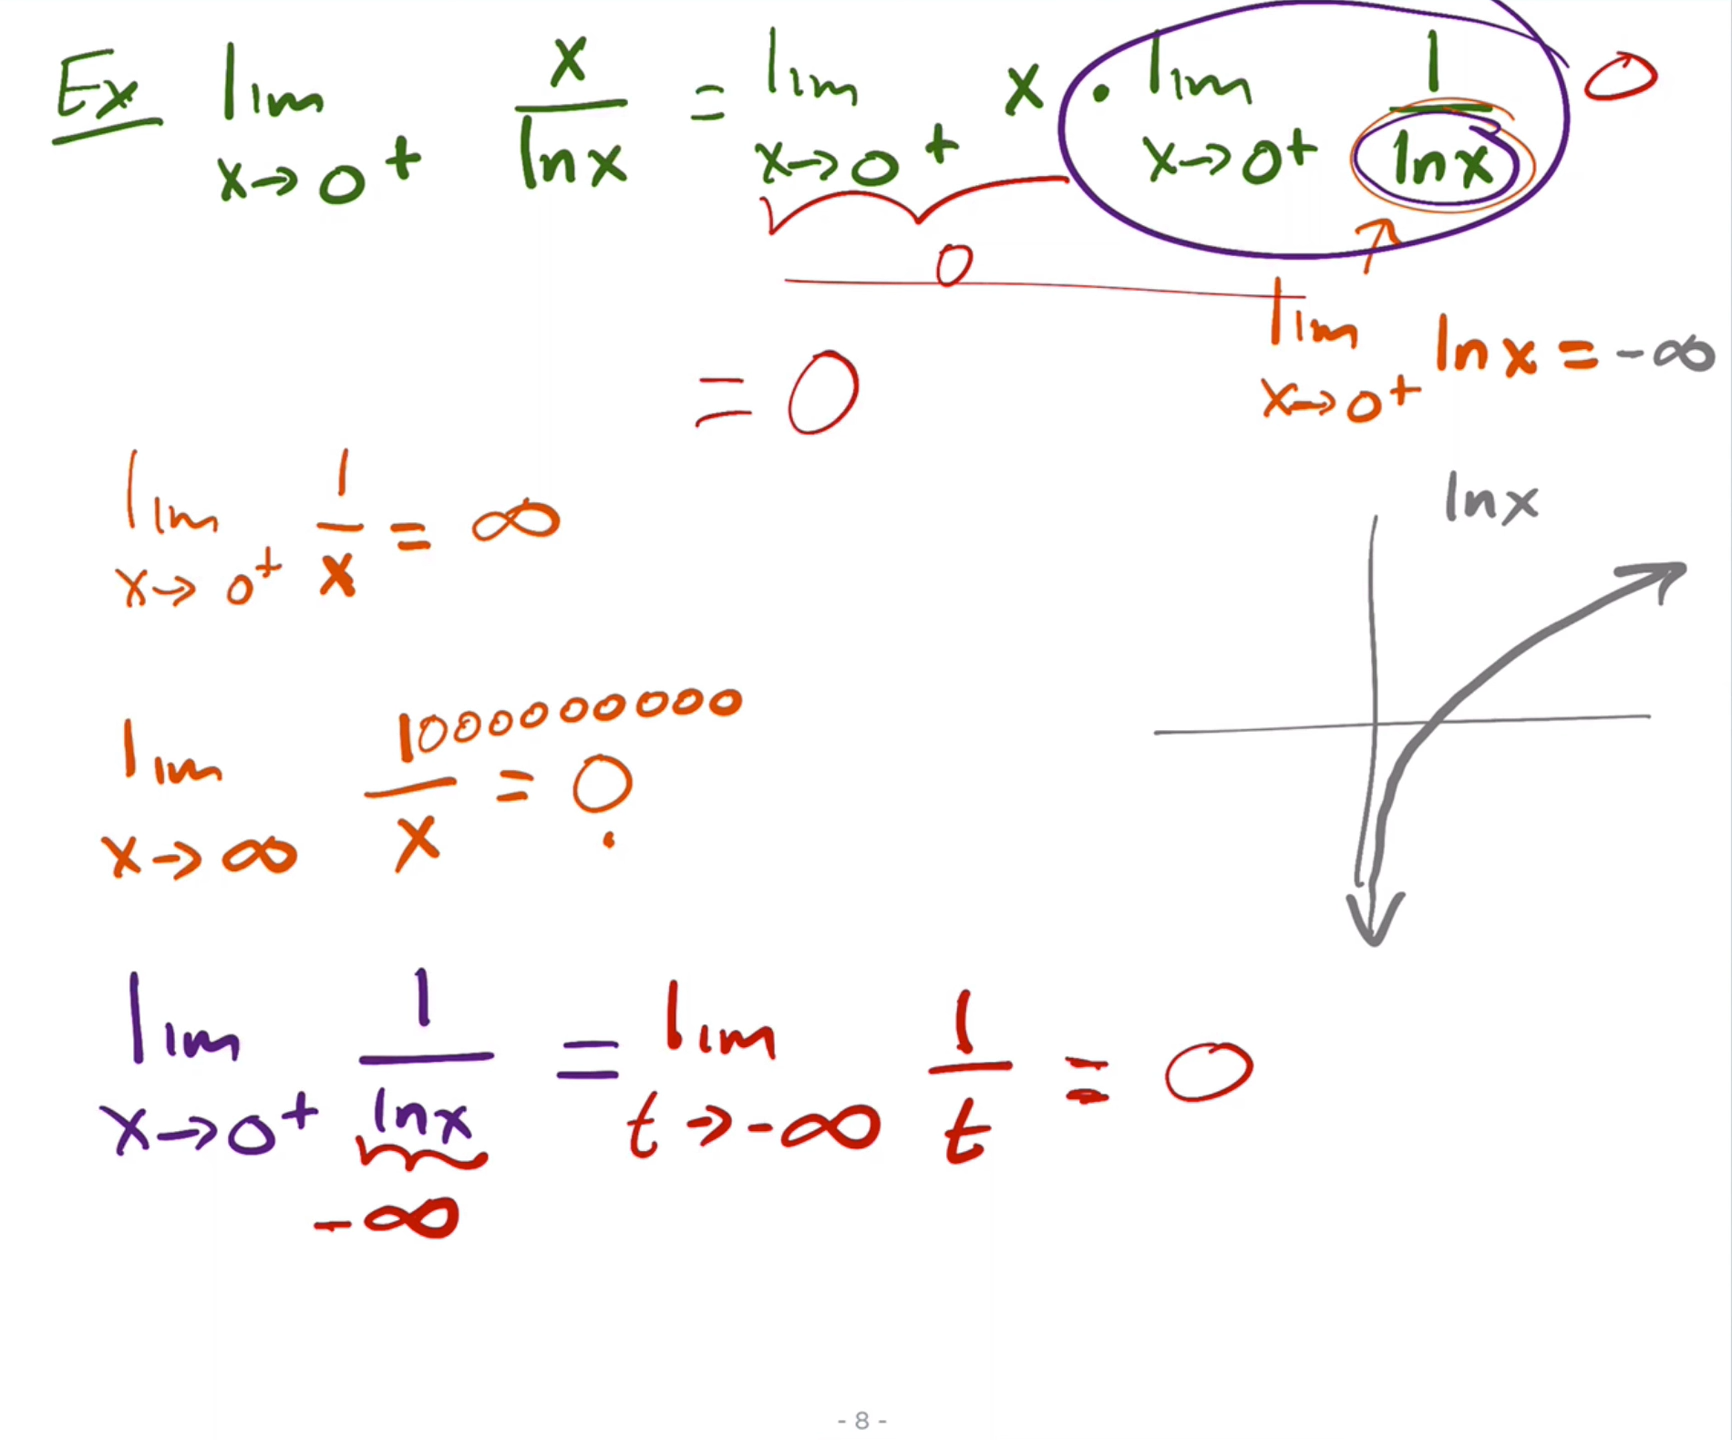 Ex lim x→0⁺ x/lnx = lim x→0⁺ x · lim x→0⁺ 1/lnx 0
0
lim x→0⁺ lnx = -∞
= 0
lim x→0⁺ 1/x = ∞
lnx
lim x→∞ 1000000000/x = 0.
lim x→0⁺ 1/lnx = lim t→-∞ 1/t = 0
-∞
- 8 -